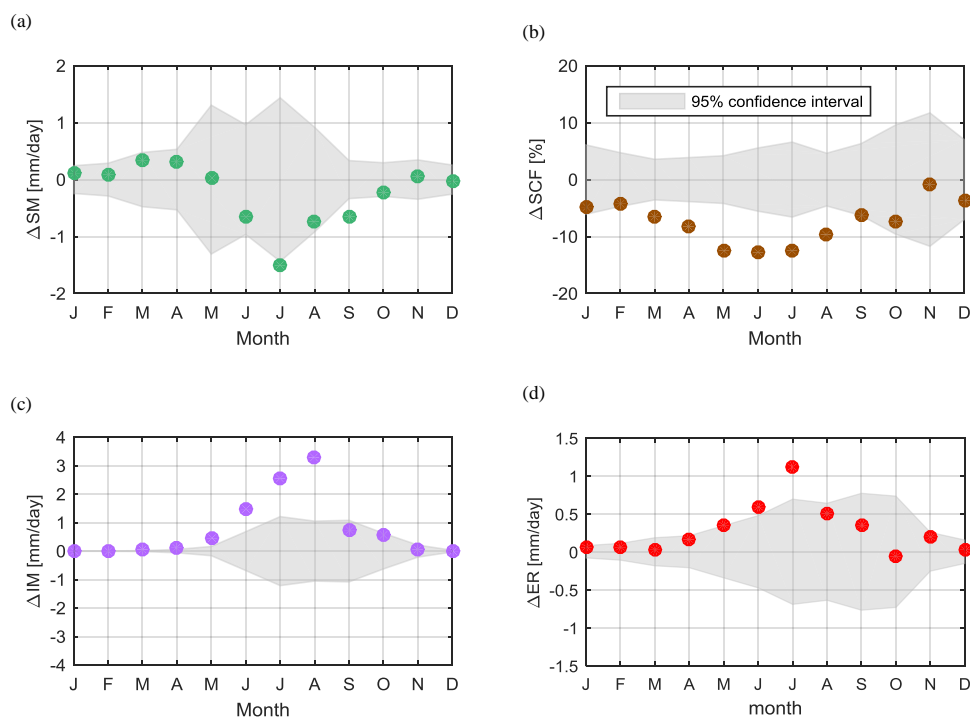 (a)
2
1
0
-1
-2
ΔSM [mm/day]
J F M A M J J A S O N D
Month
(b)
20
10
0
-10
-20
ΔSCF [%]
95% confidence interval
J F M A M J J A S O N D
Month
(c)
4
3
2
1
0
-1
-2
-3
-4
ΔIM [mm/day]
J F M A M J J A S O N D
Month
(d)
1.5
1
0.5
0
-0.5
-1
-1.5
ΔER [mm/day]
J F M A M J J A S O N D
month